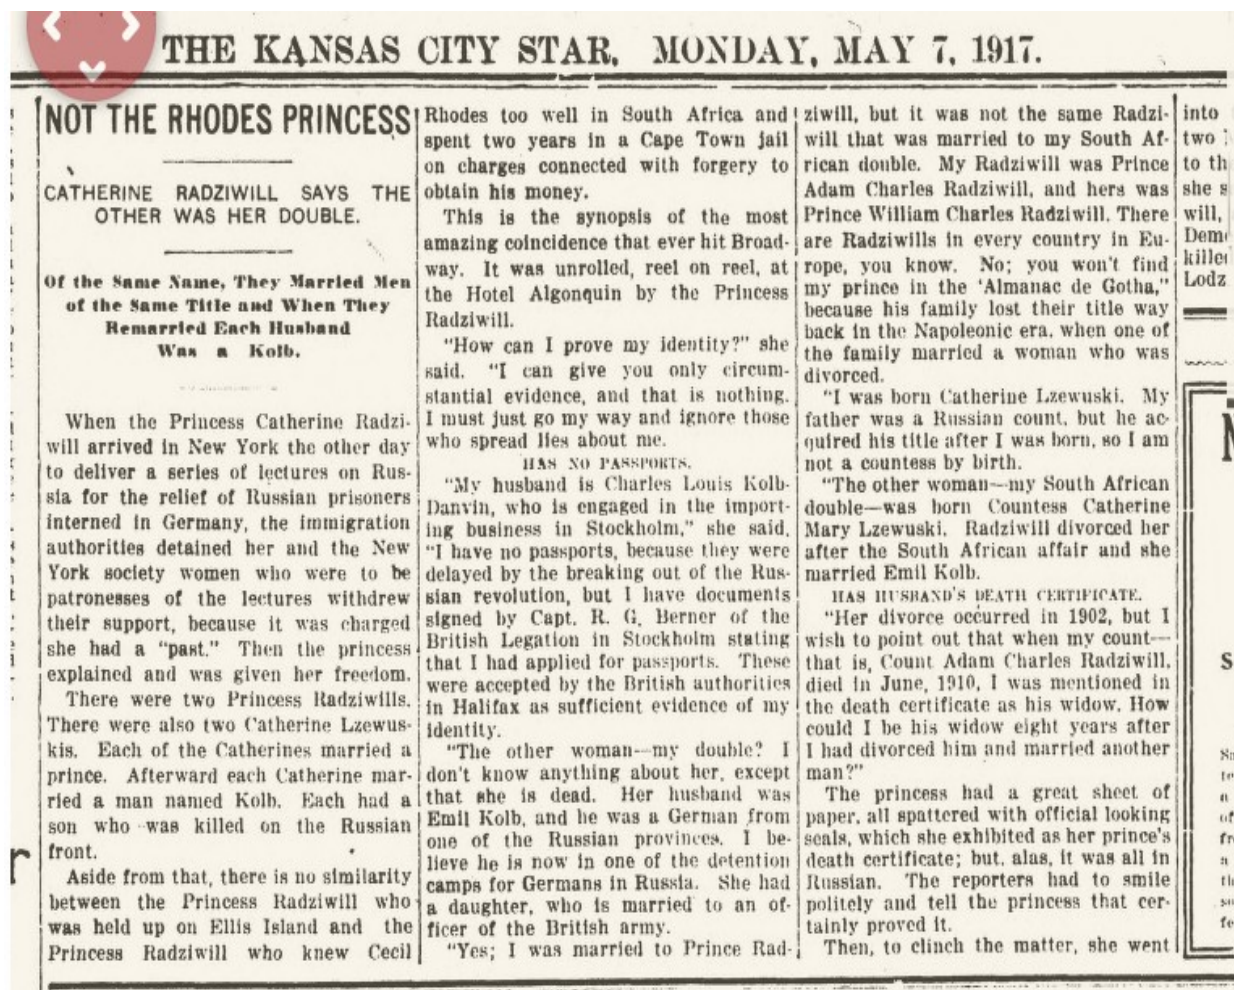 THE KANSAS CITY STAR, MONDAY, MAY 7, 1917.
NOT THE RHODES PRINCESS
CATHERINE RADZIWILL SAYS THE
OTHER WAS HER DOUBLE.
Of the Same Name, They Married Men
of the Same Title and When They
Remarried Each Husband
Was a Kolb.
When the Princess Catherine Radzi-
will arrived in New York the other day
to deliver a series of lectures on Rus-
sia for the relief of Russian prisoners
interned in Germany, the immigration
authorities detained her and the New
York society women who were to be
patronesses of the lectures withdrew
their support, because it was charged
she had a "past." Then the princess
explained and was given her freedom.
There were two Princess Radziwills.
There were also two Catherine Lzewus-
kis. Each of the Catherines married a
prince. Afterward each Catherine mar-
ried a man named Kolb. Each had a
son who was killed on the Russian
front.
Aside from that, there is no similarity
between the Princess Radziwill who
was held up on Ellis Island and the
Princess Radziwill who knew Cecil
Rhodes too well in South Africa and
spent two years in a Cape Town jail
on charges connected with forgery to
obtain his money.
This is the synopsis of the most
amazing coincidence that ever hit Broad-
way. It was unrolled, reel on reel, at
the Hotel Algonquin by the Princess
Radziwill.
"How can I prove my identity?" she
said. "I can give you only circum-
stantial evidence, and that is nothing.
I must just go my way and ignore those
who spread lies about me.
HAS NO PASSPORTS.
"My husband is Charles Louis Kolb-
Danvin, who is engaged in the import-
ing business in Stockholm," she said.
"I have no passports, because they were
delayed by the breaking out of the Rus-
sian revolution, but I have documents
signed by Capt. R. G. Berner of the
British Legation in Stockholm stating
that I had applied for passports. These
were accepted by the British authorities
in Halifax as sufficient evidence of my
identity.
"The other woman—my double? I
don't know anything about her, except
that she is dead. Her husband was
Emil Kolb, and he was a German from
one of the Russian provinces. I be-
lieve he is now in one of the detention
camps for Germans in Russia. She had
a daughter, who is married to an of-
ficer of the British army.
"Yes; I was married to Prince Rad-
ziwill, but it was not the same Radzi-
will that was married to my South Af-
rican double. My Radziwill was Prince
Adam Charles Radziwill, and hers was
Prince William Charles Radziwill. There
are Radziwills in every country in Eu-
rope, you know. No; you won't find
my prince in the 'Almanac de Gotha,"
because his family lost their title way
back in the Napoleonic era, when one of
the family married a woman who was
divorced.
"I was born Catherine Lzewuski. My
father was a Russian count, but he ac-
quired his title after I was born, so I am
not a countess by birth.
"The other woman—my South African
double—was born Countess Catherine
Mary Lzewuski. Radziwill divorced her
after the South African affair and she
married Emil Kolb.
HAS HUSBAND'S DEATH CERTIFICATE.
"Her divorce occurred in 1902, but I
wish to point out that when my count—
that is, Count Adam Charles Radziwill,
died in June, 1910, I was mentioned in
the death certificate as his widow. How
could I be his widow eight years after
I had divorced him and married another
man?"
The princess had a great sheet of
paper, all spattered with official looking
seals, which she exhibited as her prince's
death certificate; but, alas, it was all in
Russian. The reporters had to smile
politely and tell the princess that cer-
tainly proved it.
Then, to clinch the matter, she went
into
two
to th
she s
will,
killed
Lodz